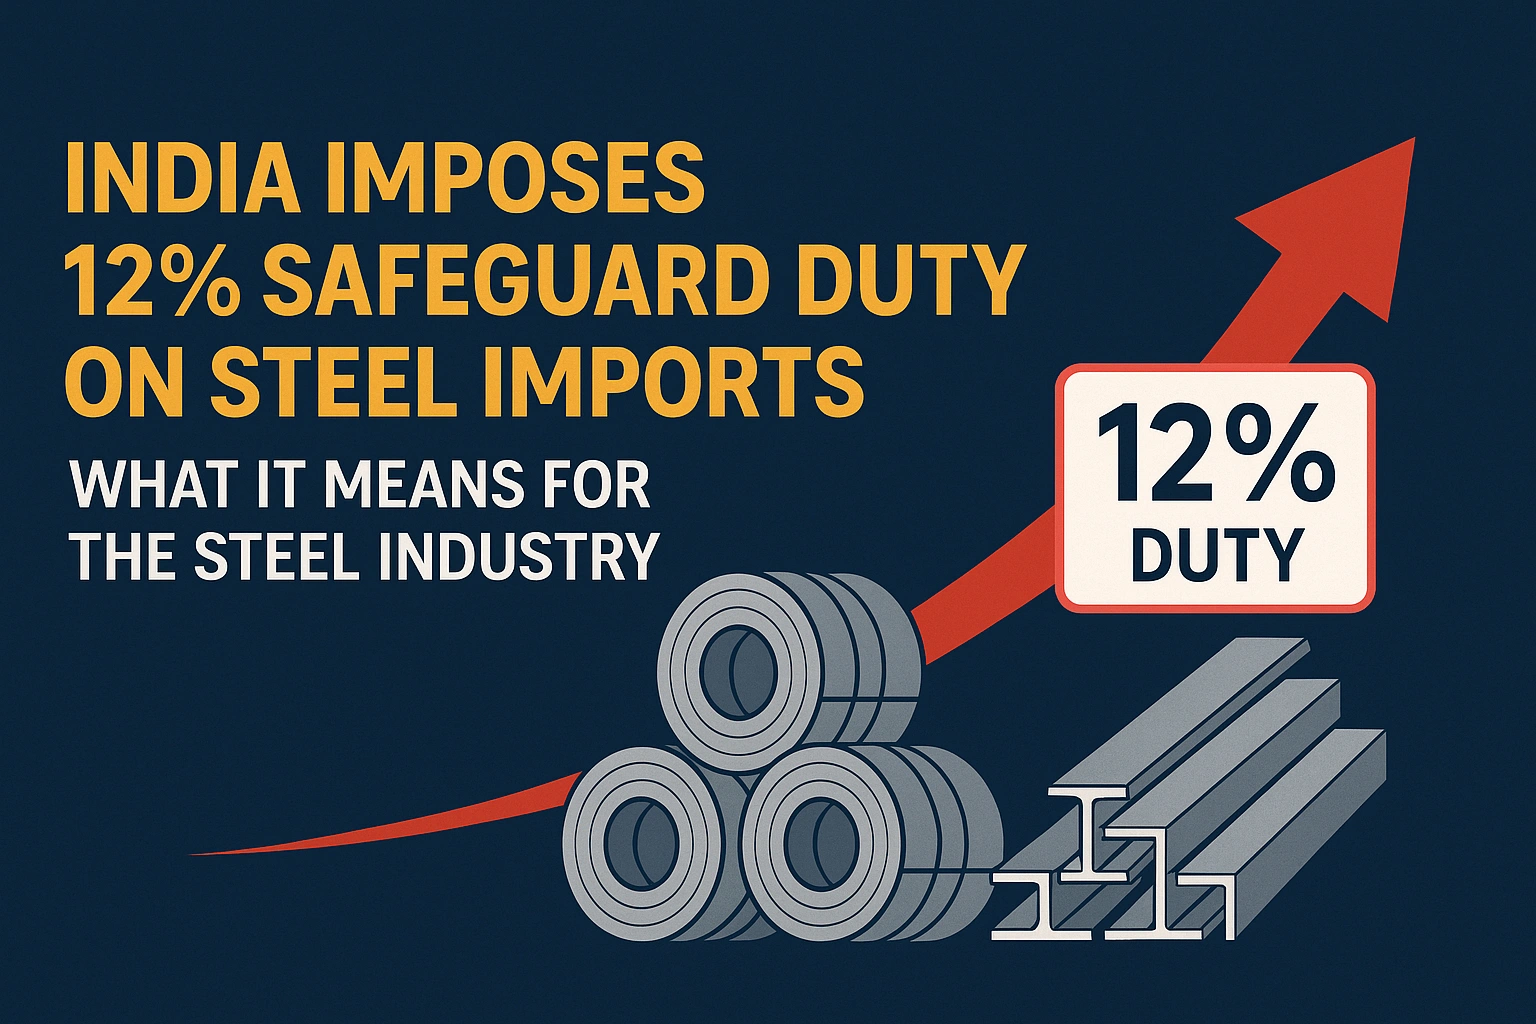 INDIA IMPOSES
12% SAFEGUARD DUTY
ON STEEL IMPORTS
WHAT IT MEANS FOR
THE STEEL INDUSTRY
12%
DUTY